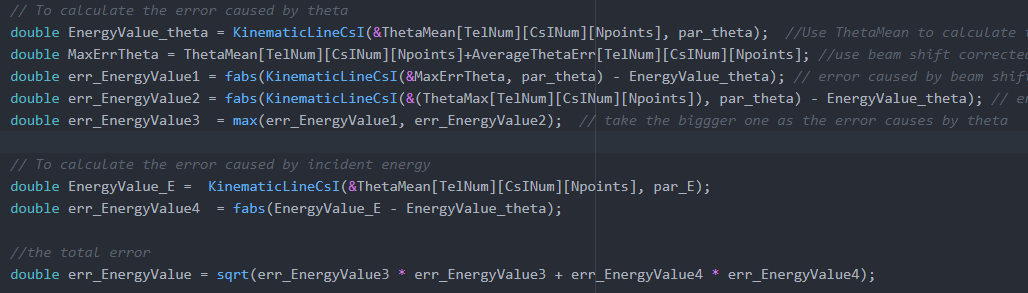 // To calculate the error caused by theta
double EnergyValue_theta = KinematicLineCsI(&ThetaMean[TelNum][CsINum][Npoints], par_theta);  //Use ThetaMean to calculate
double MaxErrTheta = ThetaMean[TelNum][CsINum][Npoints]+AverageThetaErr[TelNum][CsINum][Npoints]; //use beam shift corrected
double err_EnergyValue1 = fabs(KinematicLineCsI(&MaxErrTheta, par_theta) - EnergyValue_theta); // error caused by beam shift
double err_EnergyValue2 = fabs(KinematicLineCsI(&(ThetaMax[TelNum][CsINum][Npoints]), par_theta) - EnergyValue_theta); //
double err_EnergyValue3  = max(err_EnergyValue1, err_EnergyValue2);  // take the biggger one as the error causes by theta
// To calculate the error caused by incident energy
double EnergyValue_E =  KinematicLineCsI(&ThetaMean[TelNum][CsINum][Npoints], par_E);
double err_EnergyValue4  = fabs(EnergyValue_E - EnergyValue_theta);
//the total error
double err_EnergyValue = sqrt(err_EnergyValue3 * err_EnergyValue3 + err_EnergyValue4 * err_EnergyValue4);